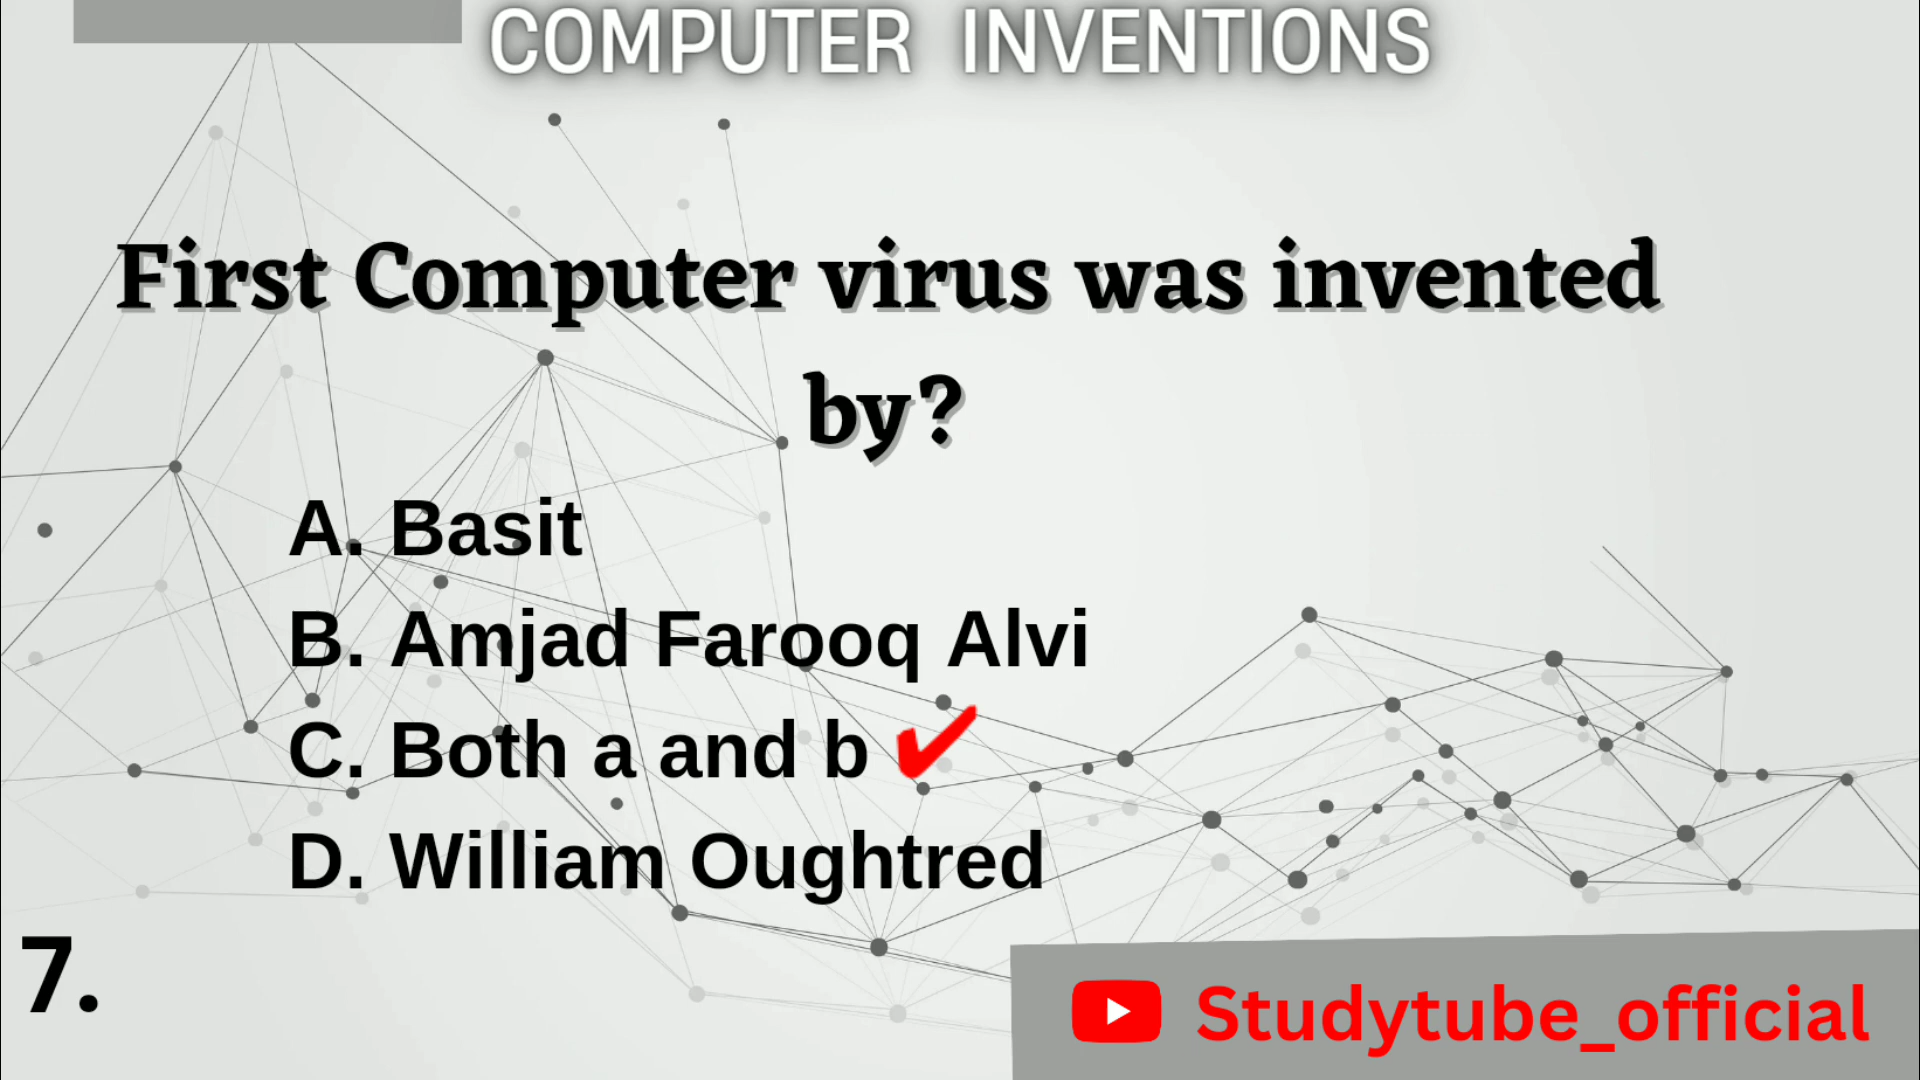 COMPUTER INVENTIONS
First Computer virus was invented
by?
A. Basit
B. Amjad Farooq Alvi
C. Both a and b
D. William Oughtred
7.
Studytube_official